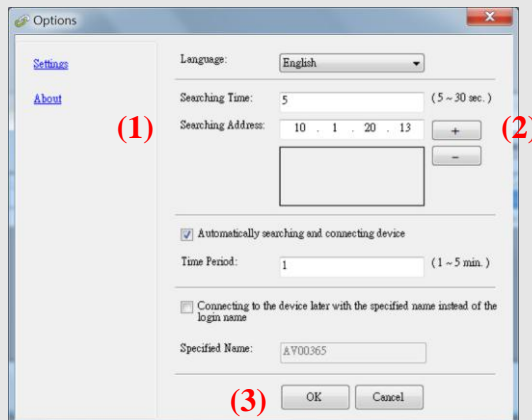 Options
Settings
About
Language:
English
Searching Time:
5
( 5 ~ 30 sec. )
(1)
Searching Address:
10 . 1 . 20 . 13
+
(2)
-
Automatically searching and connecting device
Time Period:
1
( 1 ~ 5 min. )
Connecting to the device later with the specified name instead of the
login name
Specified Name:
AV00365
(3)
OK
Cancel